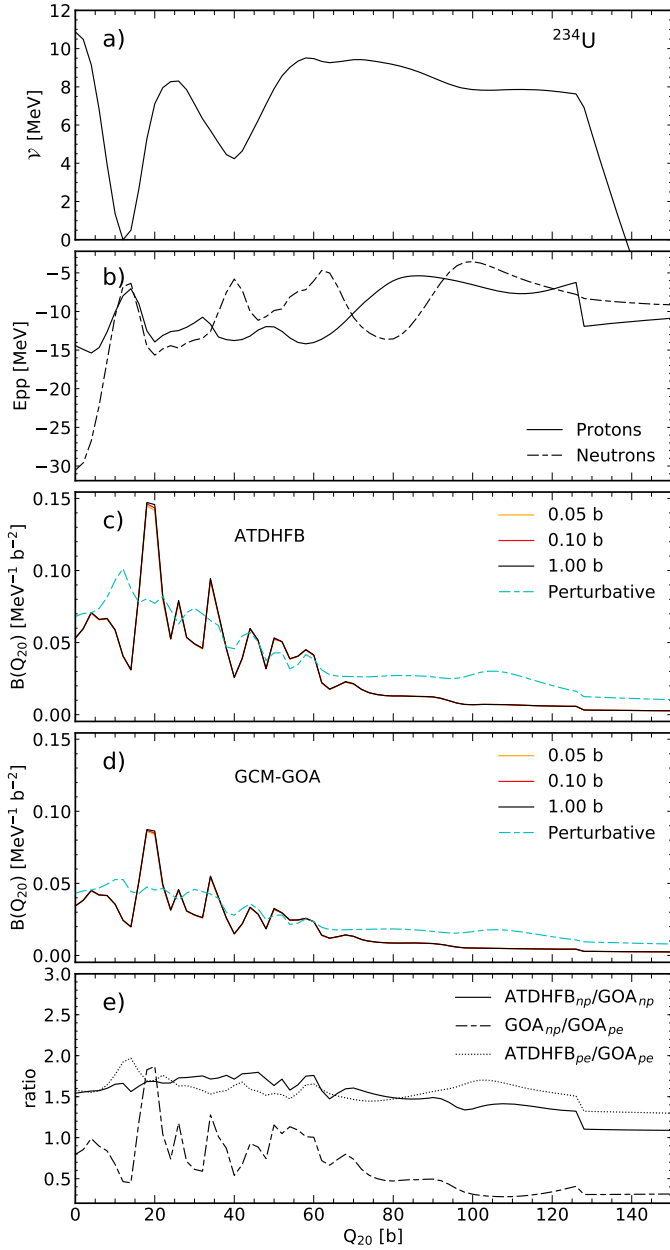 a)
²³⁴U
12
10
8
6
4
2
0
𝒱 [MeV]
b)
−5
−10
−15
−20
−25
−30
Epp [MeV]
Protons
Neutrons
c)
ATDHFB
0.15
0.10
0.05
0.00
B(Q₂₀) [MeV⁻¹ b⁻²]
0.05 b
0.10 b
1.00 b
Perturbative
d)
GCM-GOA
0.15
0.10
0.05
0.00
B(Q₂₀) [MeV⁻¹ b⁻²]
0.05 b
0.10 b
1.00 b
Perturbative
e)
3.0
2.5
2.0
1.5
1.0
0.5
ratio
ATDHFBₙₚ/GOAₙₚ
GOAₙₚ/GOAₚₑ
ATDHFBₚₑ/GOAₚₑ
0 20 40 60 80 100 120 140
Q₂₀ [b]